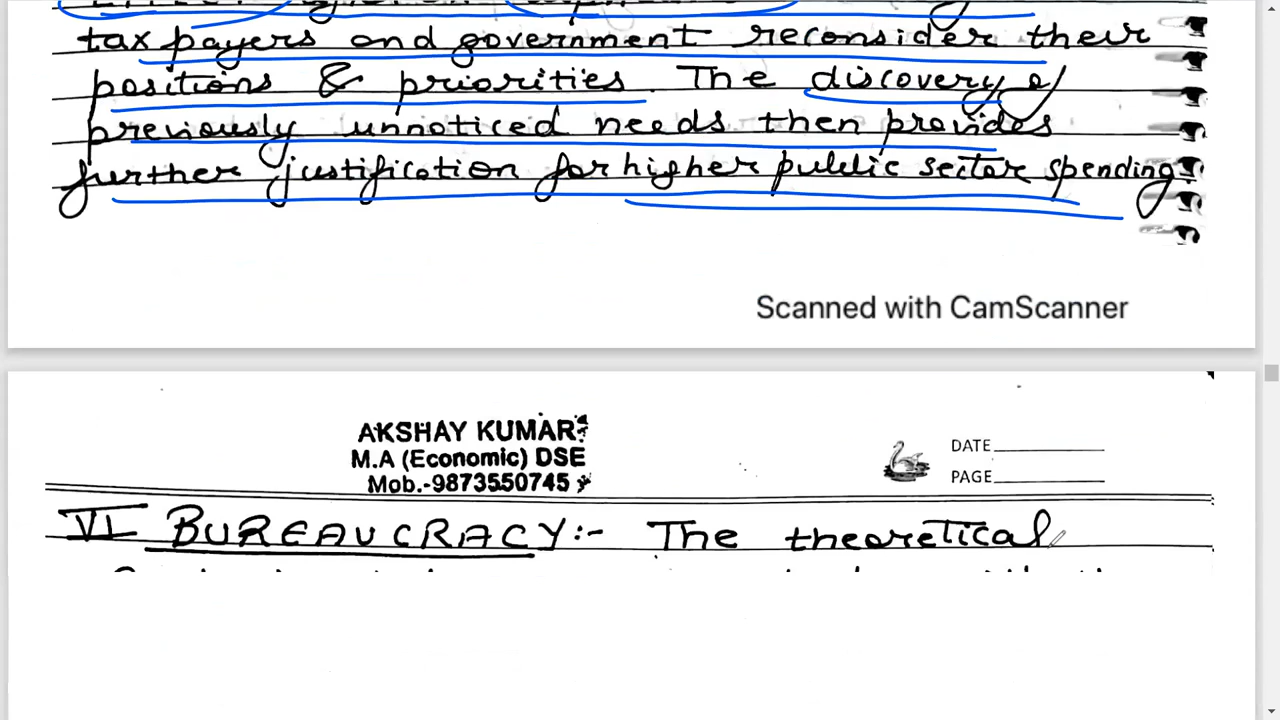 tax payers and government reconsider their
positions & priorities. The discovery of
previously unnoticed needs then provides
further justification for higher public sector spending
Scanned with CamScanner
AKSHAY KUMAR
M.A (Economic) DSE
Mob.-9873550745
DATE
PAGE
VI BUREAUCRACY:- The theoretical